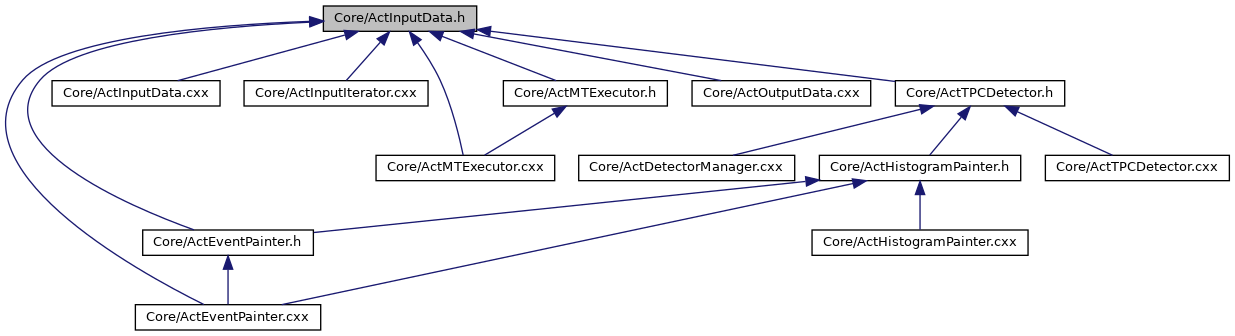 Core/ActInputData.h
Core/ActInputData.cxx
Core/ActInputIterator.cxx
Core/ActMTExecutor.h
Core/ActOutputData.cxx
Core/ActTPCDetector.h
Core/ActMTExecutor.cxx
Core/ActDetectorManager.cxx
Core/ActHistogramPainter.h
Core/ActTPCDetector.cxx
Core/ActEventPainter.h
Core/ActHistogramPainter.cxx
Core/ActEventPainter.cxx